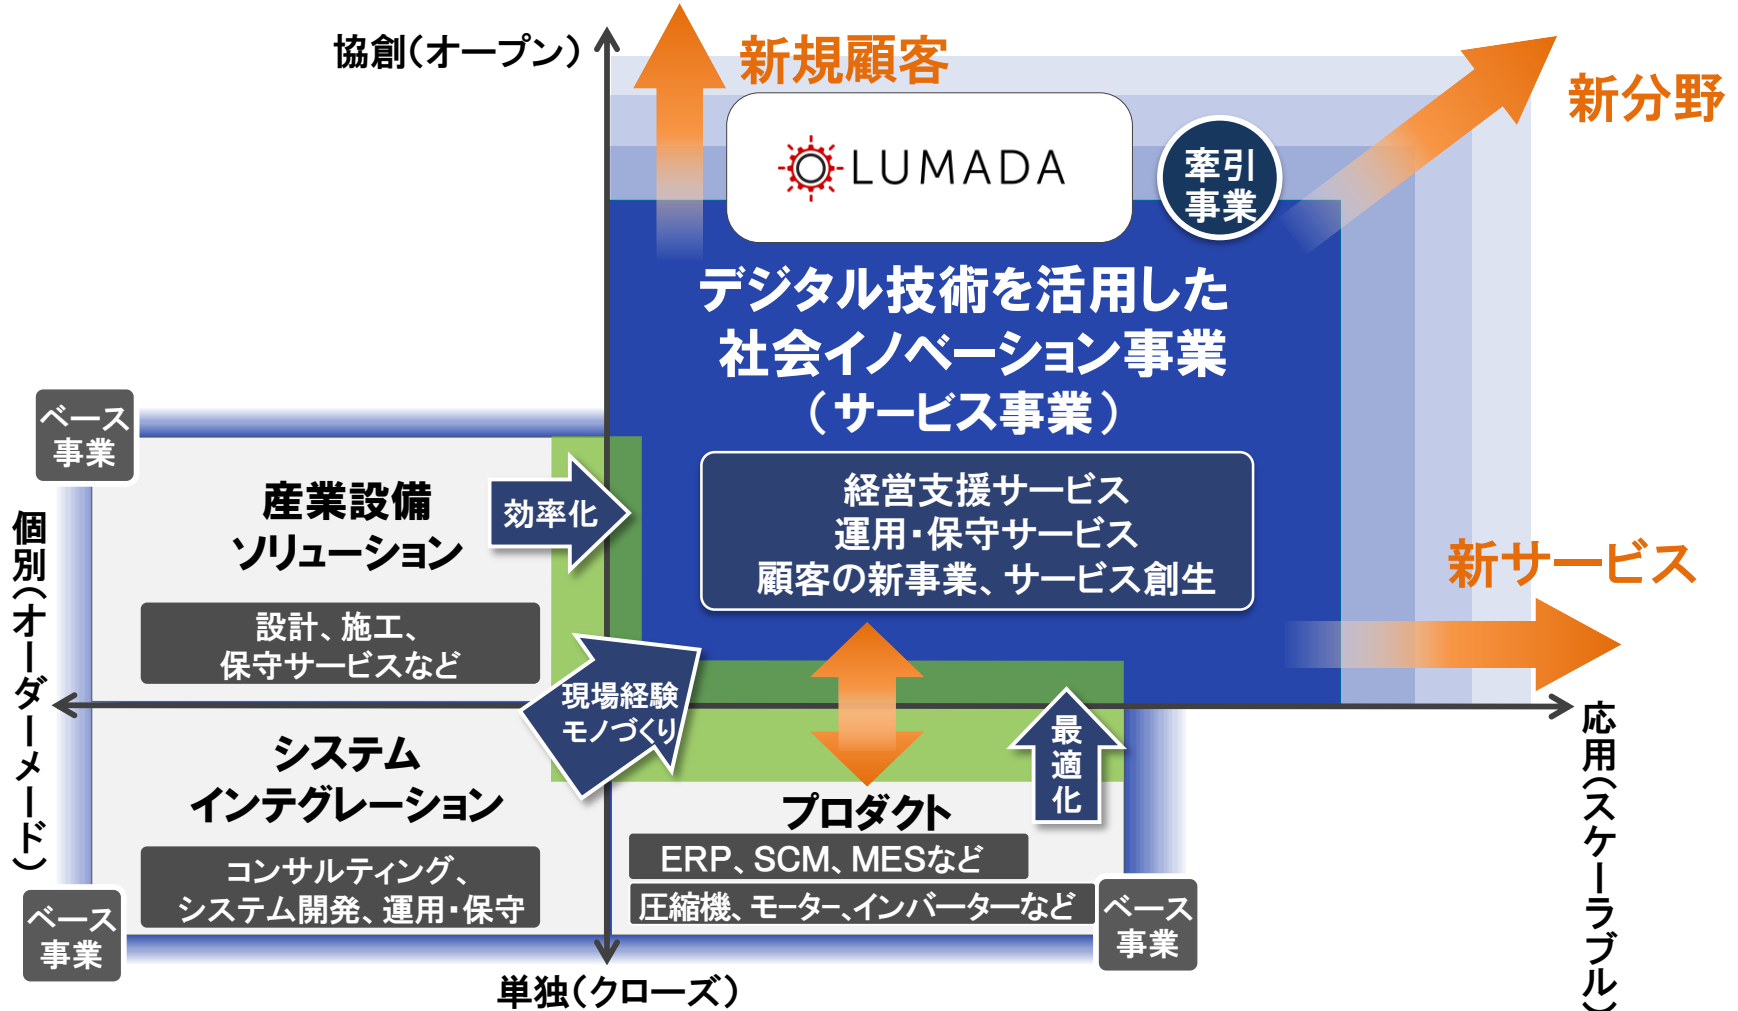 協創(オープン)
新規顧客
新分野
LUMADA
牽引
事業
デジタル技術を活用した
社会イノベーション事業
(サービス事業)
経営支援サービス
運用・保守サービス
顧客の新事業、サービス創生
新サービス
ベース
事業
産業設備
ソリューション
効率化
設計、施工、
保守サービスなど
個別(オーダーメード)
現場経験
モノづくり
最適化
応用(スケーラブル)
システム
インテグレーション
コンサルティング、
システム開発、運用・保守
ベース
事業
プロダクト
ERP、SCM、MESなど
圧縮機、モーター、インバーターなど
ベース
事業
単独(クローズ)